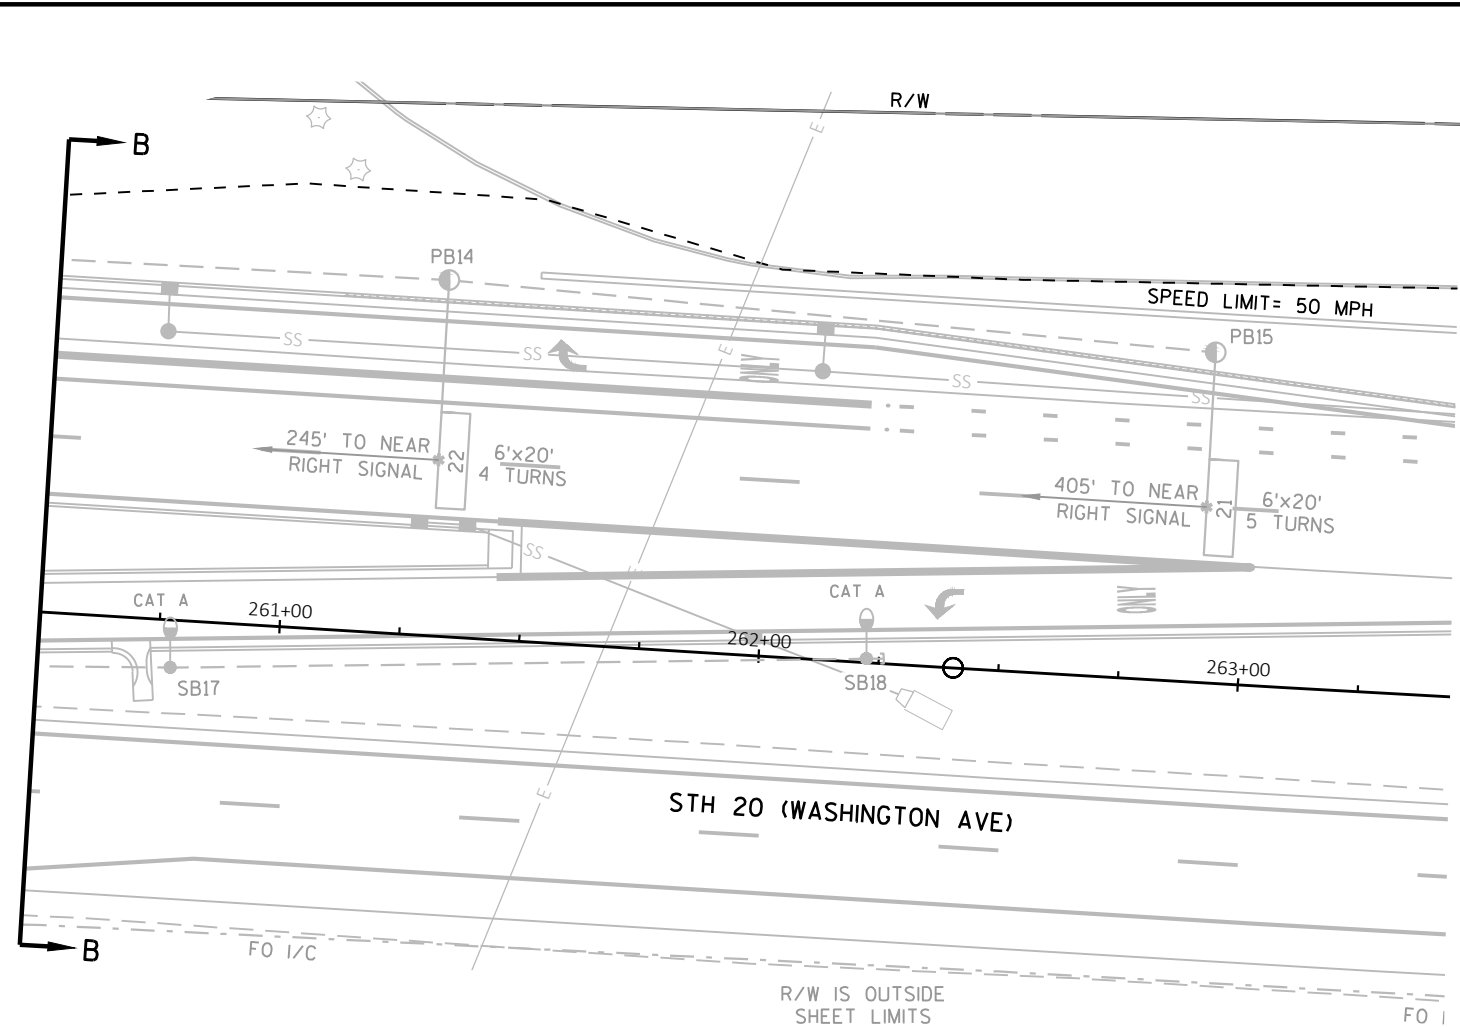 R/W
E
B
PB14
SPEED LIMIT= 50 MPH
PB15
SS
SS
E
ONLY
SS
SS
245' TO NEAR
RIGHT SIGNAL
22
6'x20'
4 TURNS
405' TO NEAR
RIGHT SIGNAL
21
6'x20'
5 TURNS
SS
E
CAT A
CAT A
ONLY
261+00
262+00
263+00
SB17
SB18
E
STH 20 (WASHINGTON AVE)
B
FO I/C
R/W IS OUTSIDE
SHEET LIMITS
FO I